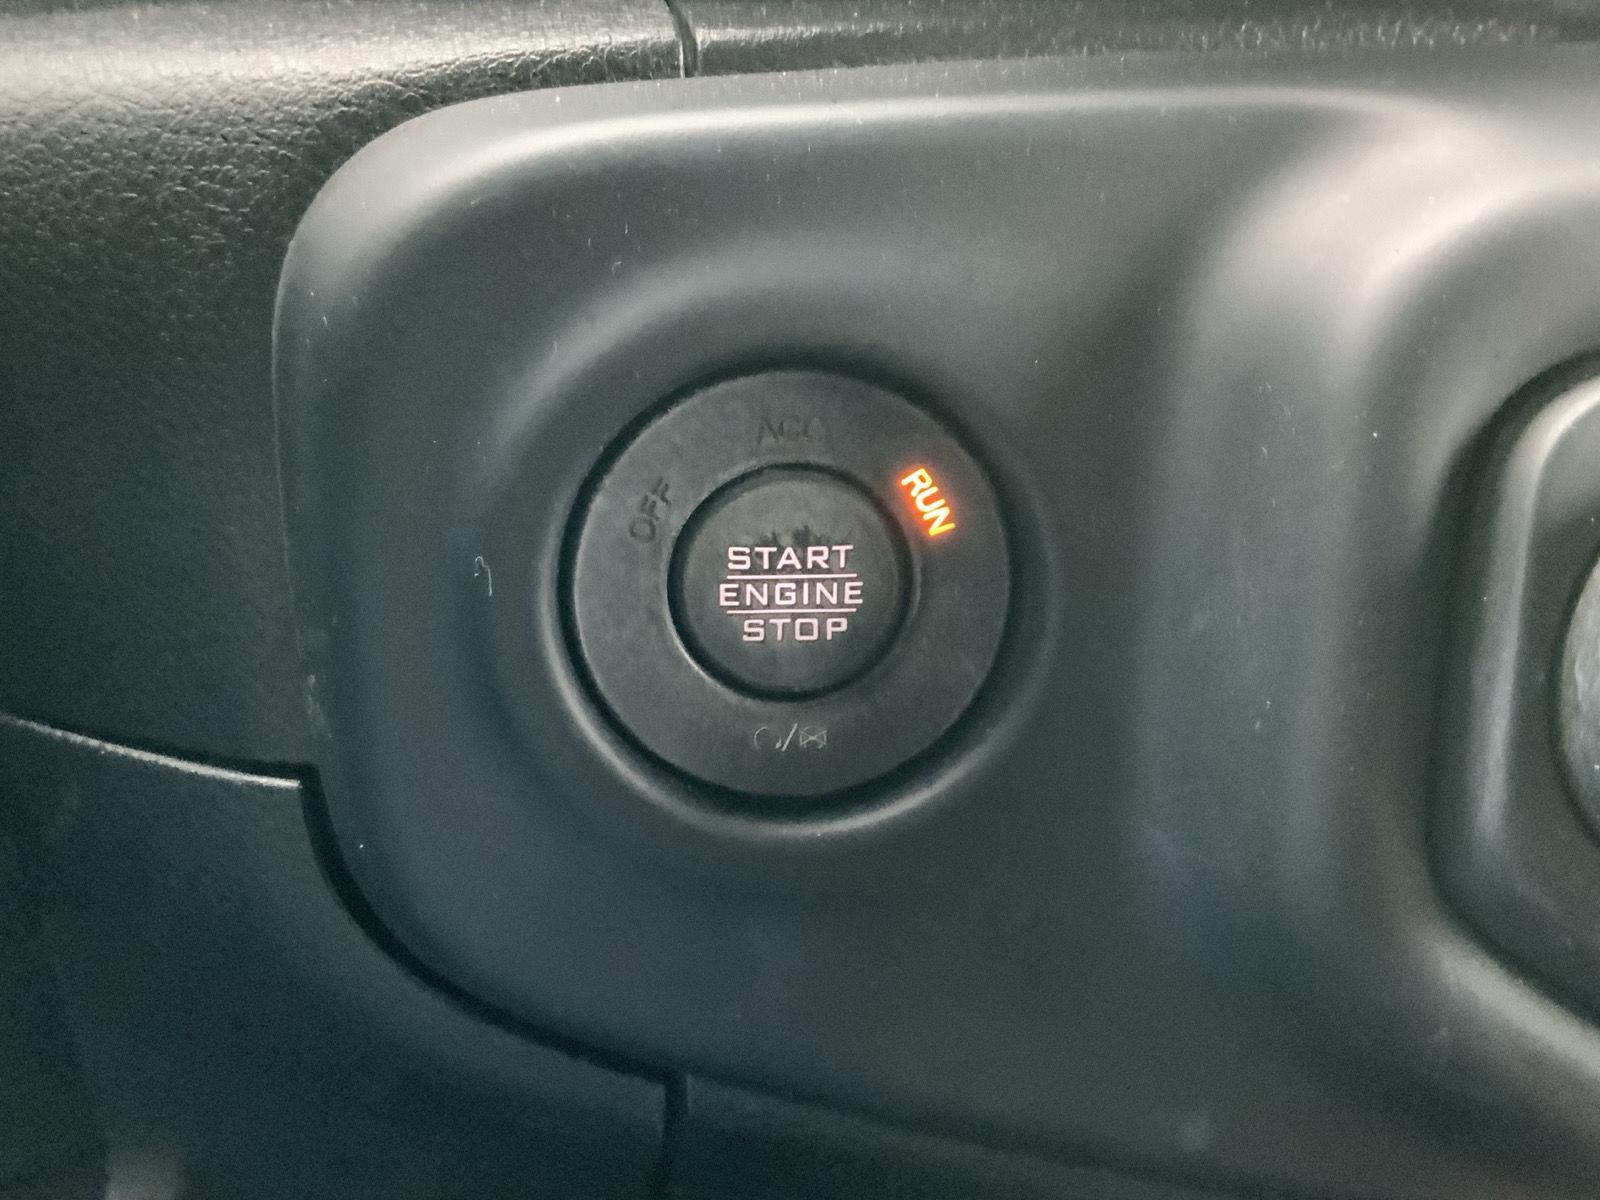 ACC
OFF
RUN
START
ENGINE
STOP